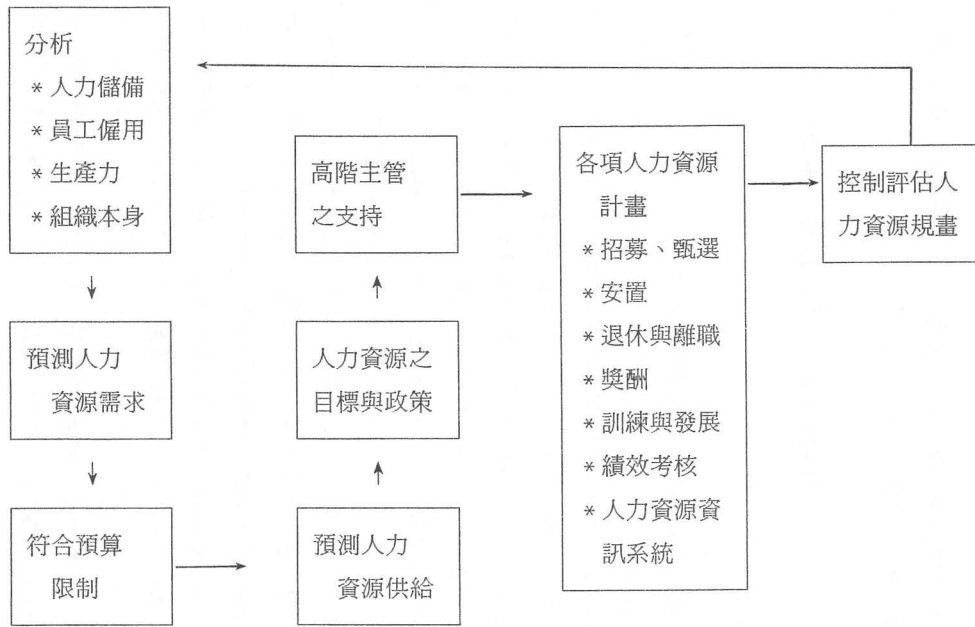 分析
* 人力儲備
* 員工僱用
* 生產力
* 組織本身
預測人力
資源需求
符合預算
限制
預測人力
資源供給
人力資源之
目標與政策
高階主管
之支持
各項人力資源
計畫
* 招募、甄選
* 安置
* 退休與離職
* 獎酬
* 訓練與發展
* 績效考核
* 人力資源資
訊系統
控制評估人
力資源規畫